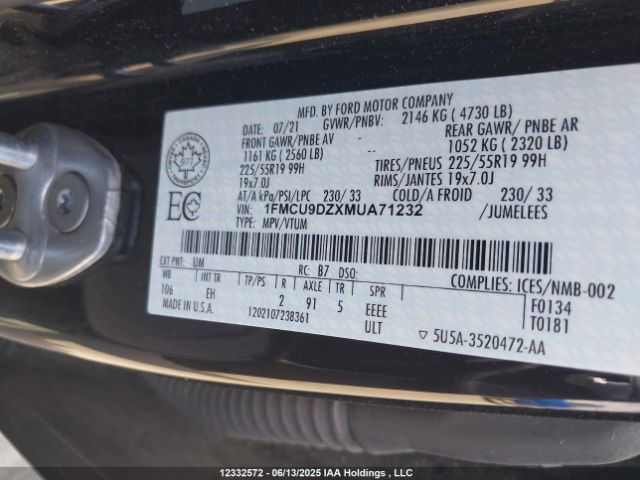 MFD. BY FORD MOTOR COMPANY
DATE: 07/21 GVWR/PNBV: 2146 KG ( 4730 LB)
FRONT GAWR/PNBE AV REAR GAWR/ PNBE AR
1161 KG ( 2560 LB) -- 1052 KG ( 2320 LB)
225/55R19 99H TIRES/PNEUS 225/55R19 99H
19x7.0J RIMS/JANTES 19x7.0J
AT/A kPa/PSI/LPC 230/ 33 COLD/A FROID 230/ 33
VIN: 1FMCU9DZXMUA71232 /JUMELEES
TYPE: MPV/VTUM
CANADA
977
EC
EXT PNT: UM RC: B7 DSO: COMPLIES: ICES/NMB-002
WB INT TR TP/PS R AXLE TR SPR F0134
106 EH 2 91 5 EEEE T0181
MADE IN U.S.A. 1202107238361 ULT ▽ 5U5A-3520472-AA
12332572 - 06/13/2025 IAA Holdings , LLC